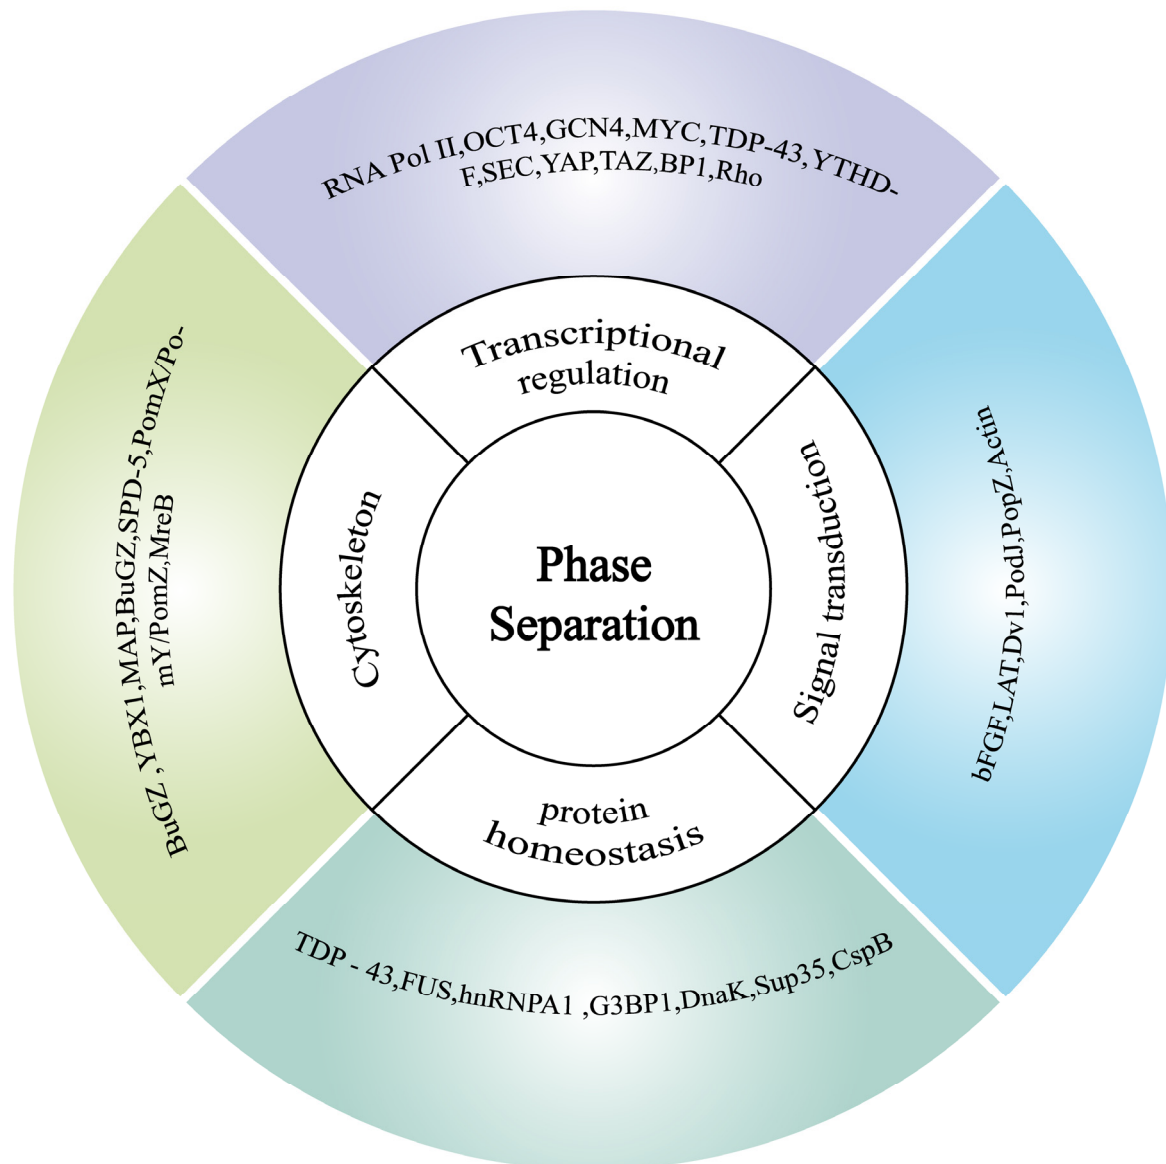 RNA Pol II,OCT4,GCN4,MYC,TDP-43,YTHD-
F,SEC,YAP,TAZ,BP1,Rho
Transcriptional
regulation
BuGZ ,YBX1,MAP,BuGZ,SPD-5,PomX/Po-
mY/PomZ,MreB
Cytoskeleton
Phase
Separation
Signal transduction
bFGF,LAT,Dv1,PodJ,PopZ,Actin
protein
homeostasis
TDP - 43,FUS,hnRNPA1 ,G3BP1,DnaK,Sup35,CspB